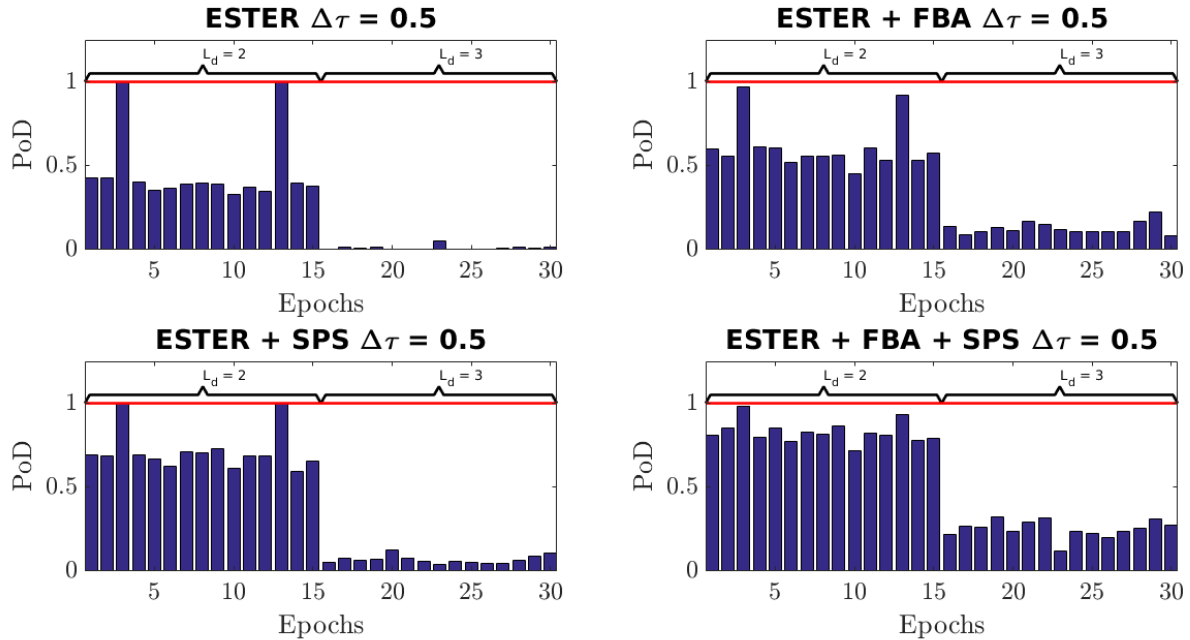 ESTER Δτ = 0.5
L_d = 2
L_d = 3
1
0.5
0
PoD
5 10 15 20 25 30
Epochs
ESTER + FBA Δτ = 0.5
L_d = 2
L_d = 3
1
0.5
0
PoD
5 10 15 20 25 30
Epochs
ESTER + SPS Δτ = 0.5
L_d = 2
L_d = 3
1
0.5
0
PoD
5 10 15 20 25 30
Epochs
ESTER + FBA + SPS Δτ = 0.5
L_d = 2
L_d = 3
1
0.5
0
PoD
5 10 15 20 25 30
Epochs